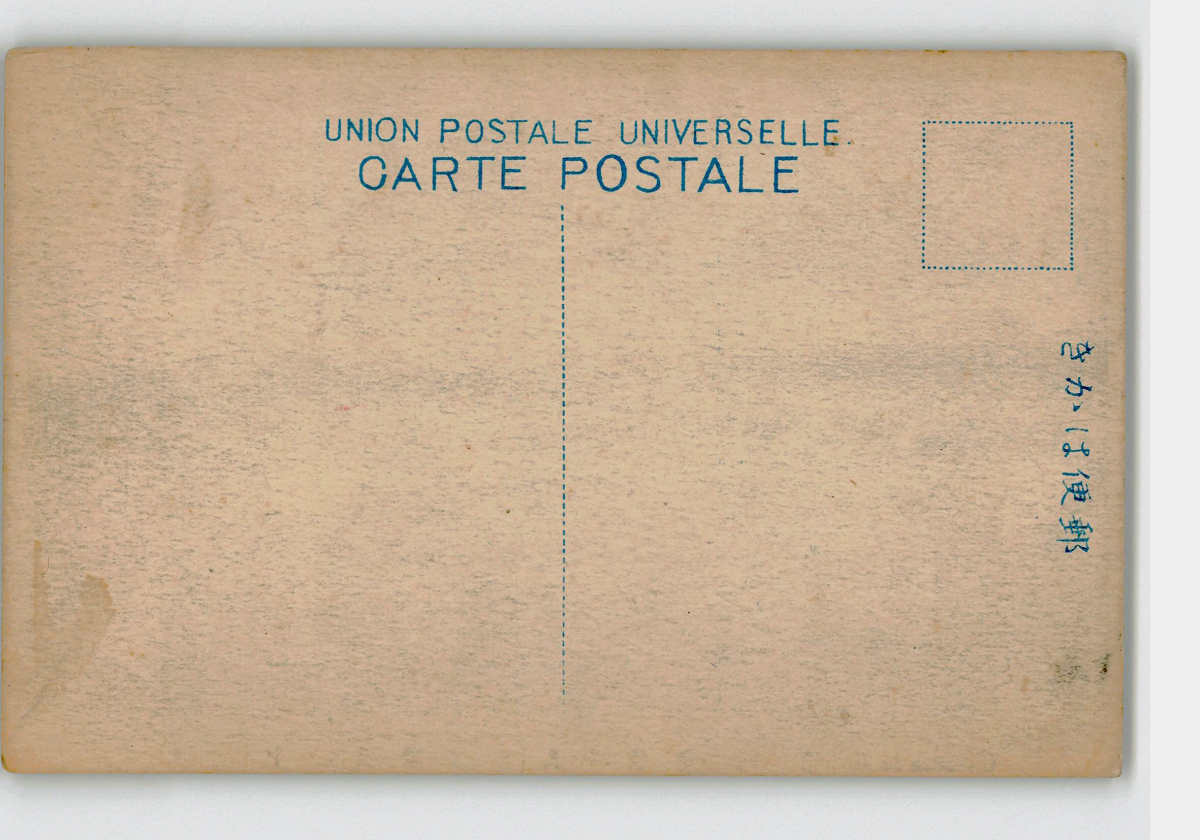 UNION POSTALE UNIVERSELLE.
CARTE POSTALE
郵便はかき